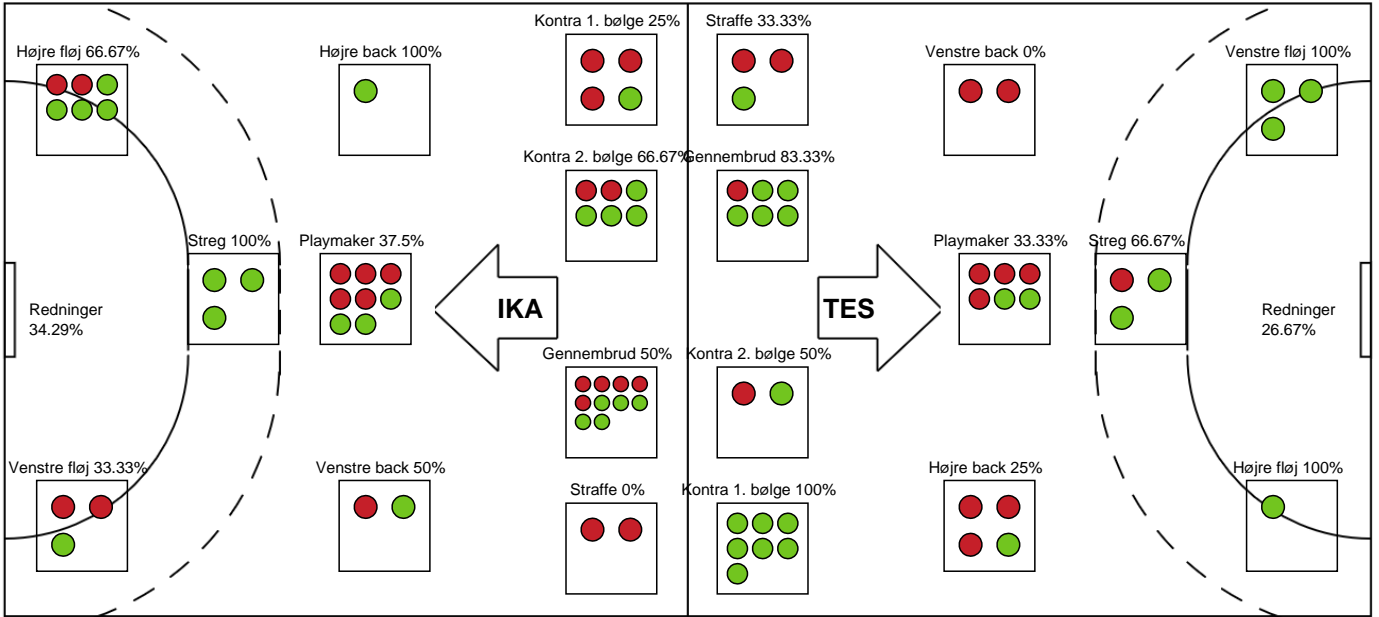 Kontra 1. bølge 25%
Straffe 33.33%
Højre fløj 66.67%
Højre back 100%
Venstre back 0%
Venstre fløj 100%
Kontra 2. bølge 66.67%
Gennembrud 83.33%
Streg 100%
Playmaker 37.5%
Playmaker 33.33%
Streg 66.67%
Redninger
34.29%
IKA
TES
Redninger
26.67%
Gennembrud 50%
Kontra 2. bølge 50%
Venstre fløj 33.33%
Venstre back 50%
Straffe 0%
Kontra 1. bølge 100%
Højre back 25%
Højre fløj 100%